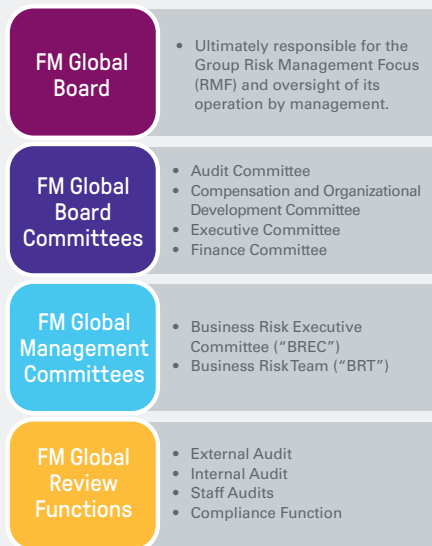 FM Global
Board
• Ultimately responsible for the
Group Risk Management Focus
(RMF) and oversight of its
operation by management.
FM Global
Board
Committees
• Audit Committee
• Compensation and Organizational
Development Committee
• Executive Committee
• Finance Committee
FM Global
Management
Committees
• Business Risk Executive
Committee (“BREC”)
• Business Risk Team (“BRT”)
FM Global
Review
Functions
• External Audit
• Internal Audit
• Staff Audits
• Compliance Function